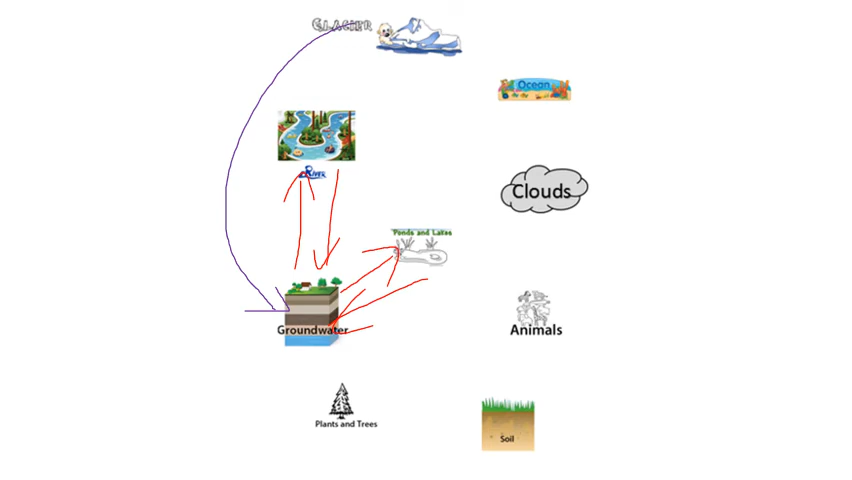 GLACIER
Ocean
RIVER
Clouds
Ponds and Lakes
Groundwater
Animals
Plants and Trees
Soil